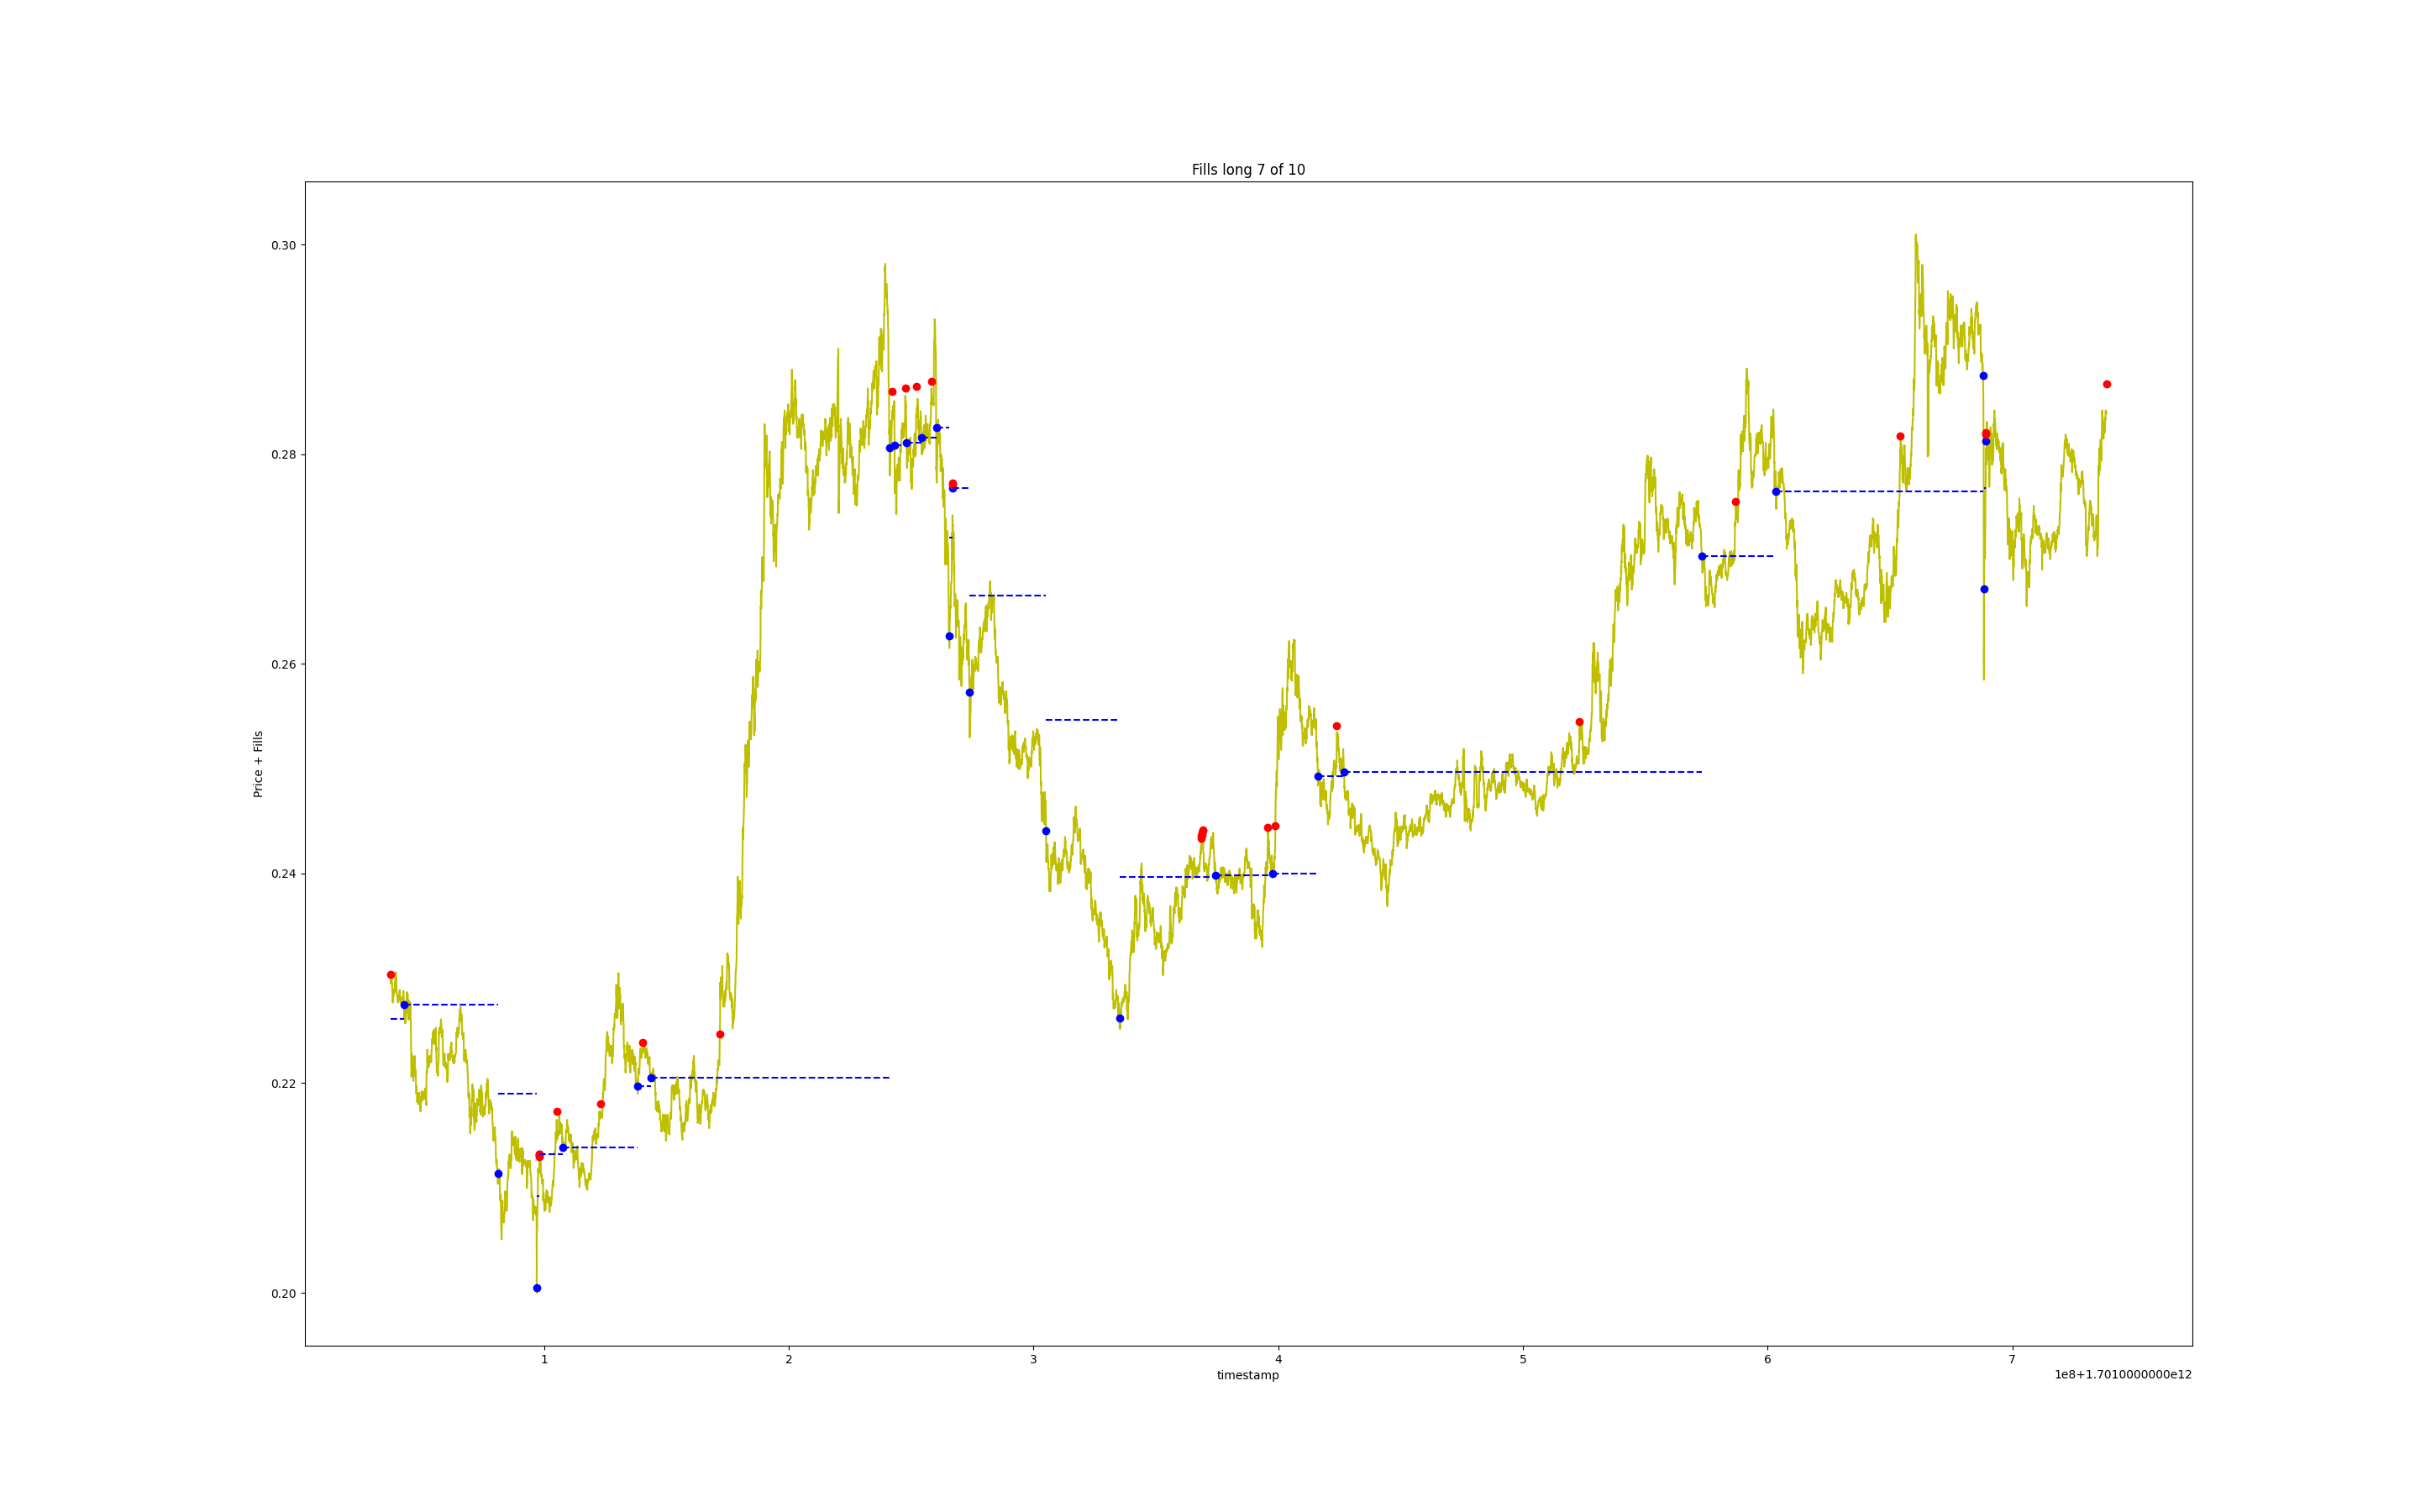 Fills long 7 of 10
0.30
0.28
0.26
0.24
0.22
0.20
Price + Fills
1 2 3 4 5 6 7
timestamp
1e8+1.7010000000e12